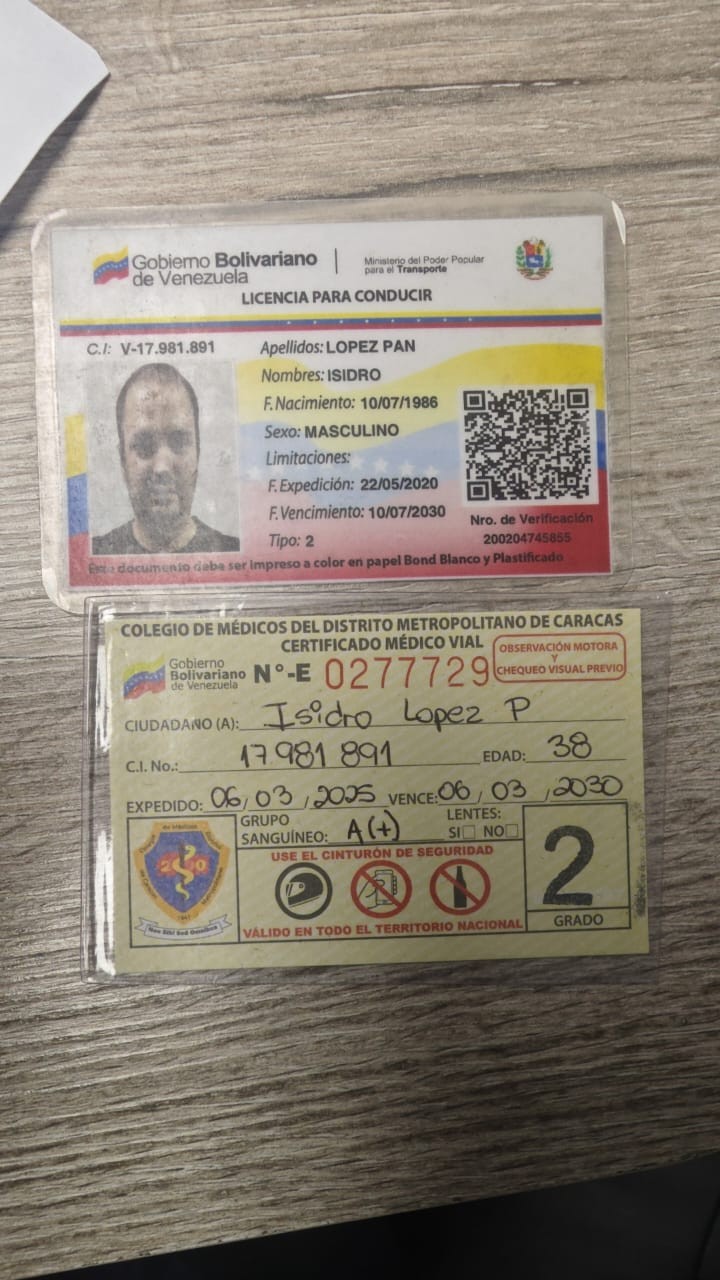 Gobierno Bolivariano
de Venezuela
Ministerio del Poder Popular
para el Transporte
LICENCIA PARA CONDUCIR
C.I: V-17.981.891
Apellidos: LOPEZ PAN
Nombres: ISIDRO
F. Nacimiento: 10/07/1986
Sexo: MASCULINO
Limitaciones:
F. Expedición: 22/05/2020
F. Vencimiento: 10/07/2030
Tipo: 2
Nro. de Verificación
200204745855
Este documento debe ser Impreso a color en papel Bond Blanco y Plastificado
COLEGIO DE MÉDICOS DEL DISTRITO METROPOLITANO DE CARACAS
CERTIFICADO MÉDICO VIAL
Gobierno
Bolivariano
de Venezuela
N°-E 0277729
OBSERVACIÓN MOTORA
Y
CHEQUEO VISUAL PREVIO
CIUDADANO (A): Isidro Lopez P
C.I. No.: 17 981 891 EDAD: 38
EXPEDIDO: 06/03/2025 VENCE: 06/03/2030
GRUPO
SANGUÍNEO: A(+)
LENTES:
SI NO
USE EL CINTURÓN DE SEGURIDAD
VÁLIDO EN TODO EL TERRITORIO NACIONAL
2
GRADO